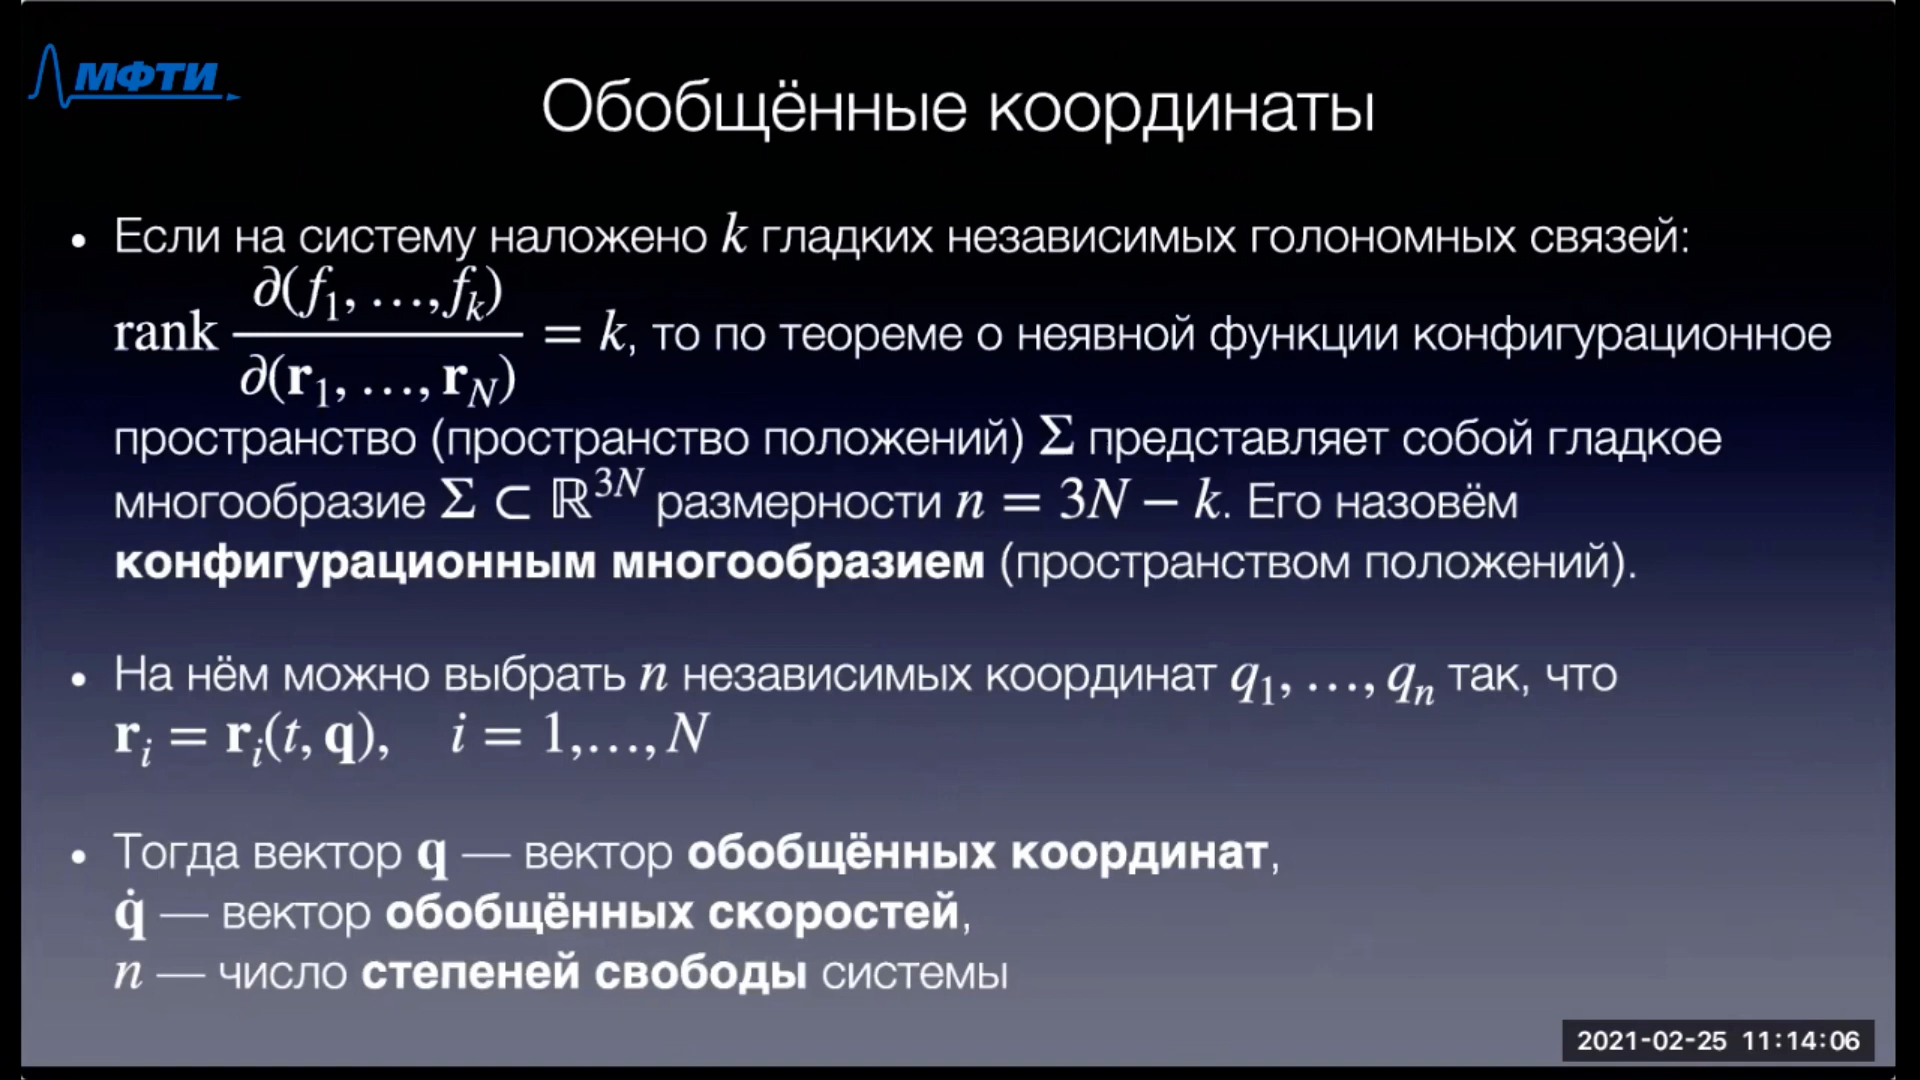 МФТИ
Обобщённые координаты
• Если на систему наложено k гладких независимых голономных связей:
rank ∂(f₁, …, fₖ) / ∂(𝐫₁, …, 𝐫_N) = k, то по теореме о неявной функции конфигурационное
пространство (пространство положений) Σ представляет собой гладкое
многообразие Σ ⊂ ℝ³ᴺ размерности n = 3N − k. Его назовём
конфигурационным многообразием (пространством положений).
• На нём можно выбрать n независимых координат q₁, …, qₙ так, что
𝐫ᵢ = 𝐫ᵢ(t, 𝐪), i = 1,…, N
• Тогда вектор 𝐪 — вектор обобщённых координат,
𝐪̇ — вектор обобщённых скоростей,
n — число степеней свободы системы
2021-02-25 11:14:06